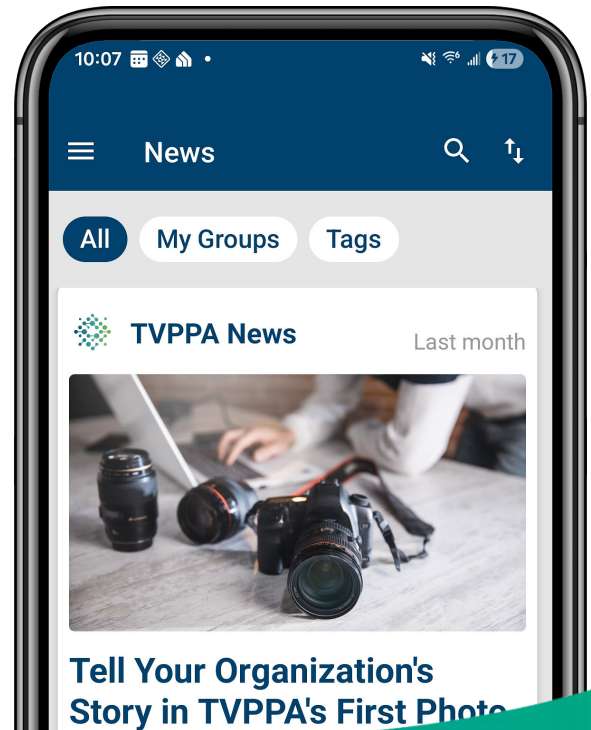 10:07
6
17
News
All
My Groups
Tags
TVPPA News
Last month
Tell Your Organization's
Story in TVPPA's First Photo